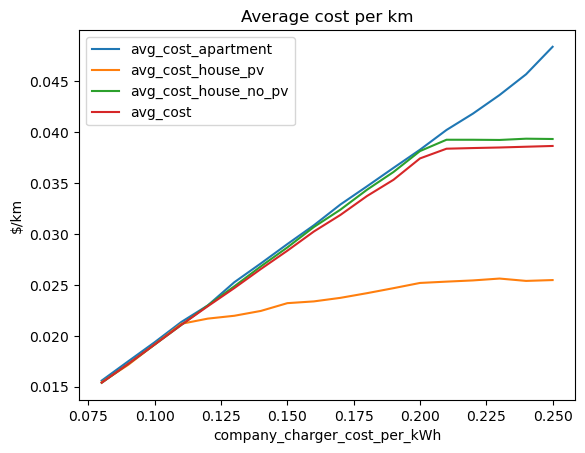 Average cost per km
avg_cost_apartment
avg_cost_house_pv
avg_cost_house_no_pv
avg_cost
0.045
0.040
0.035
0.030
0.025
0.020
0.015
$/km
0.075 0.100 0.125 0.150 0.175 0.200 0.225 0.250
company_charger_cost_per_kWh